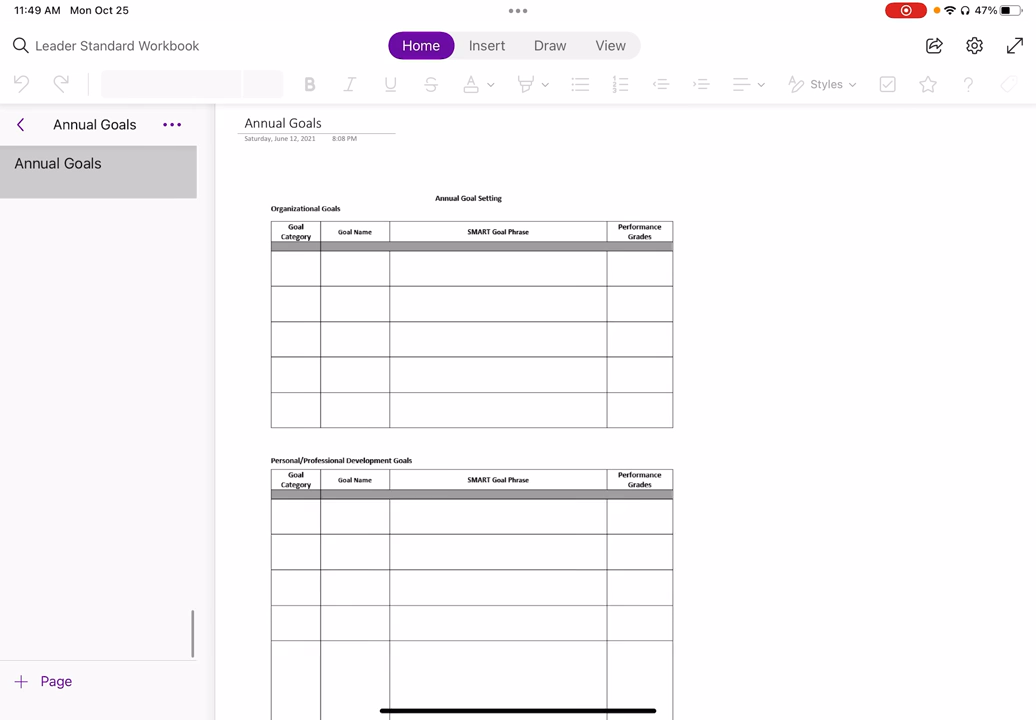 11:49 AM Mon Oct 25
47%
Leader Standard Workbook
Home Insert Draw View
B I U S A Styles ?
Annual Goals
Annual Goals
+ Page
Annual Goals
Saturday, June 12, 2021 8:08 PM
Annual Goal Setting
Organizational Goals
Goal Category Goal Name SMART Goal Phrase Performance Grades
Personal/Professional Development Goals
Goal Category Goal Name SMART Goal Phrase Performance Grades